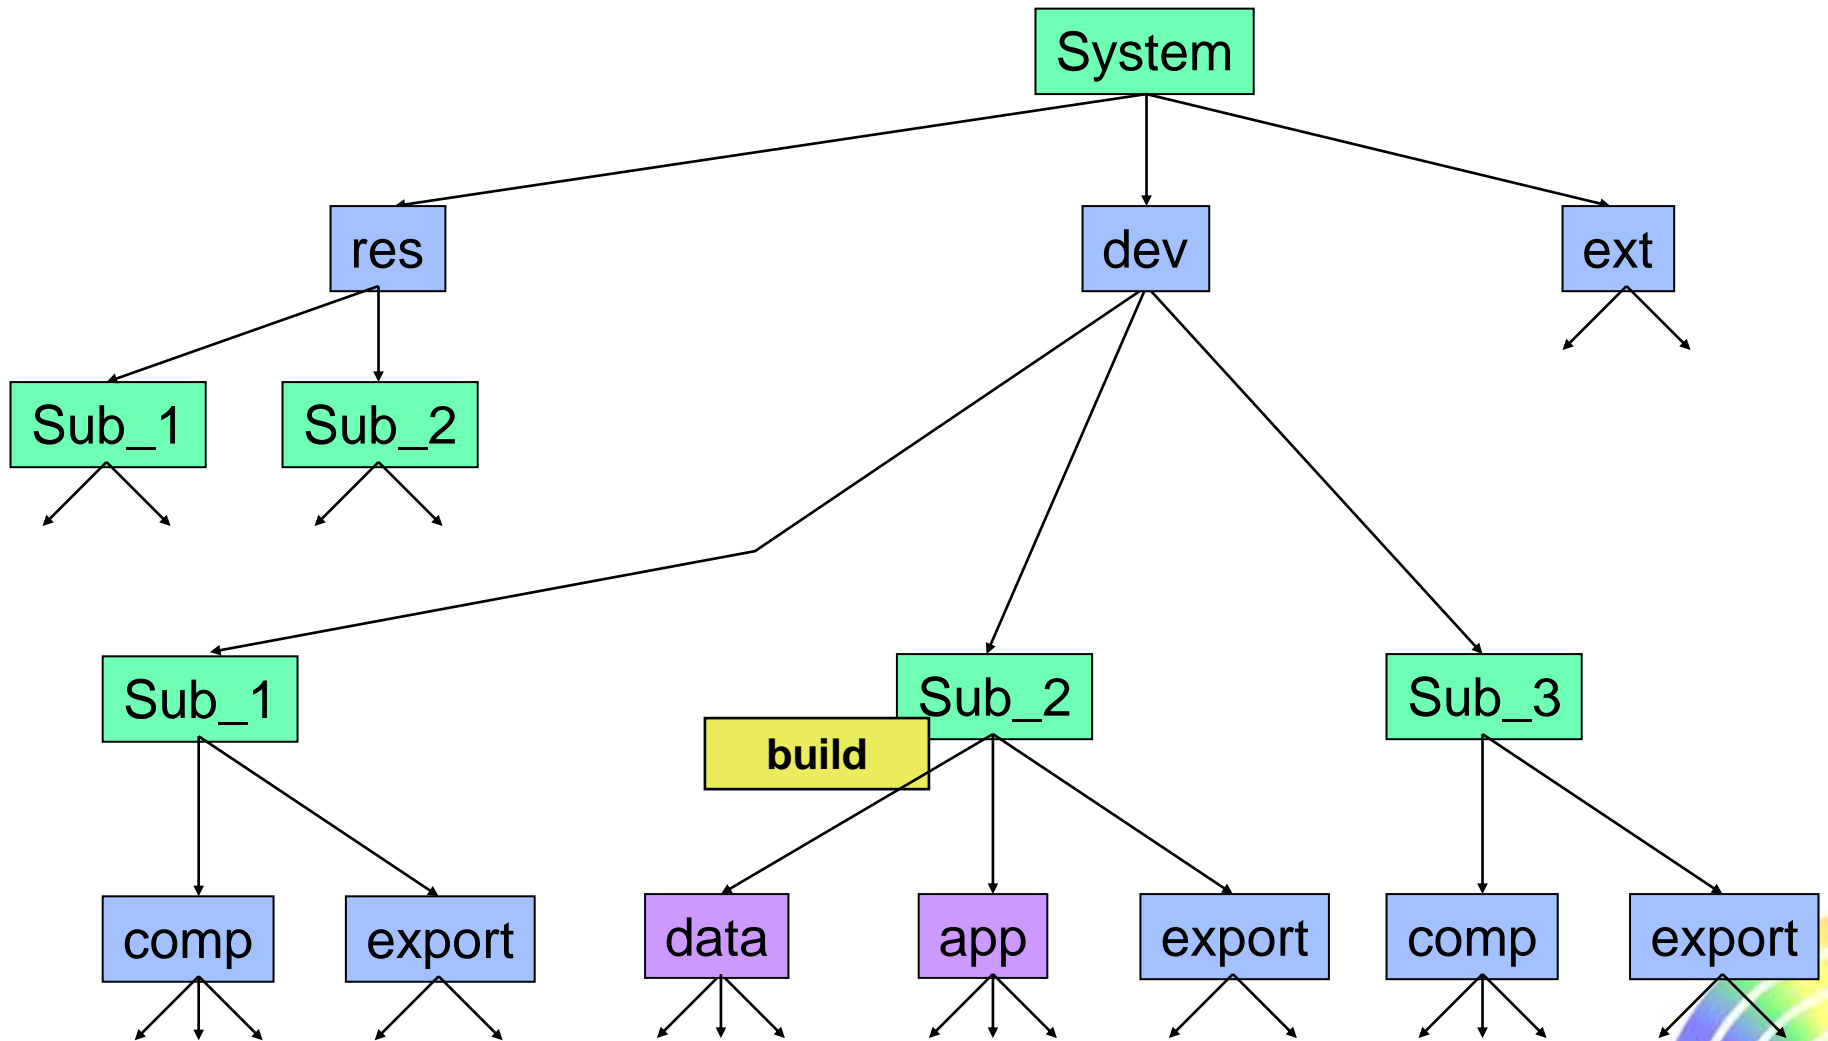 System
res
dev
ext
Sub_1
Sub_2
Sub_1
Sub_2
Sub_3
build
comp
export
data
app
export
comp
export